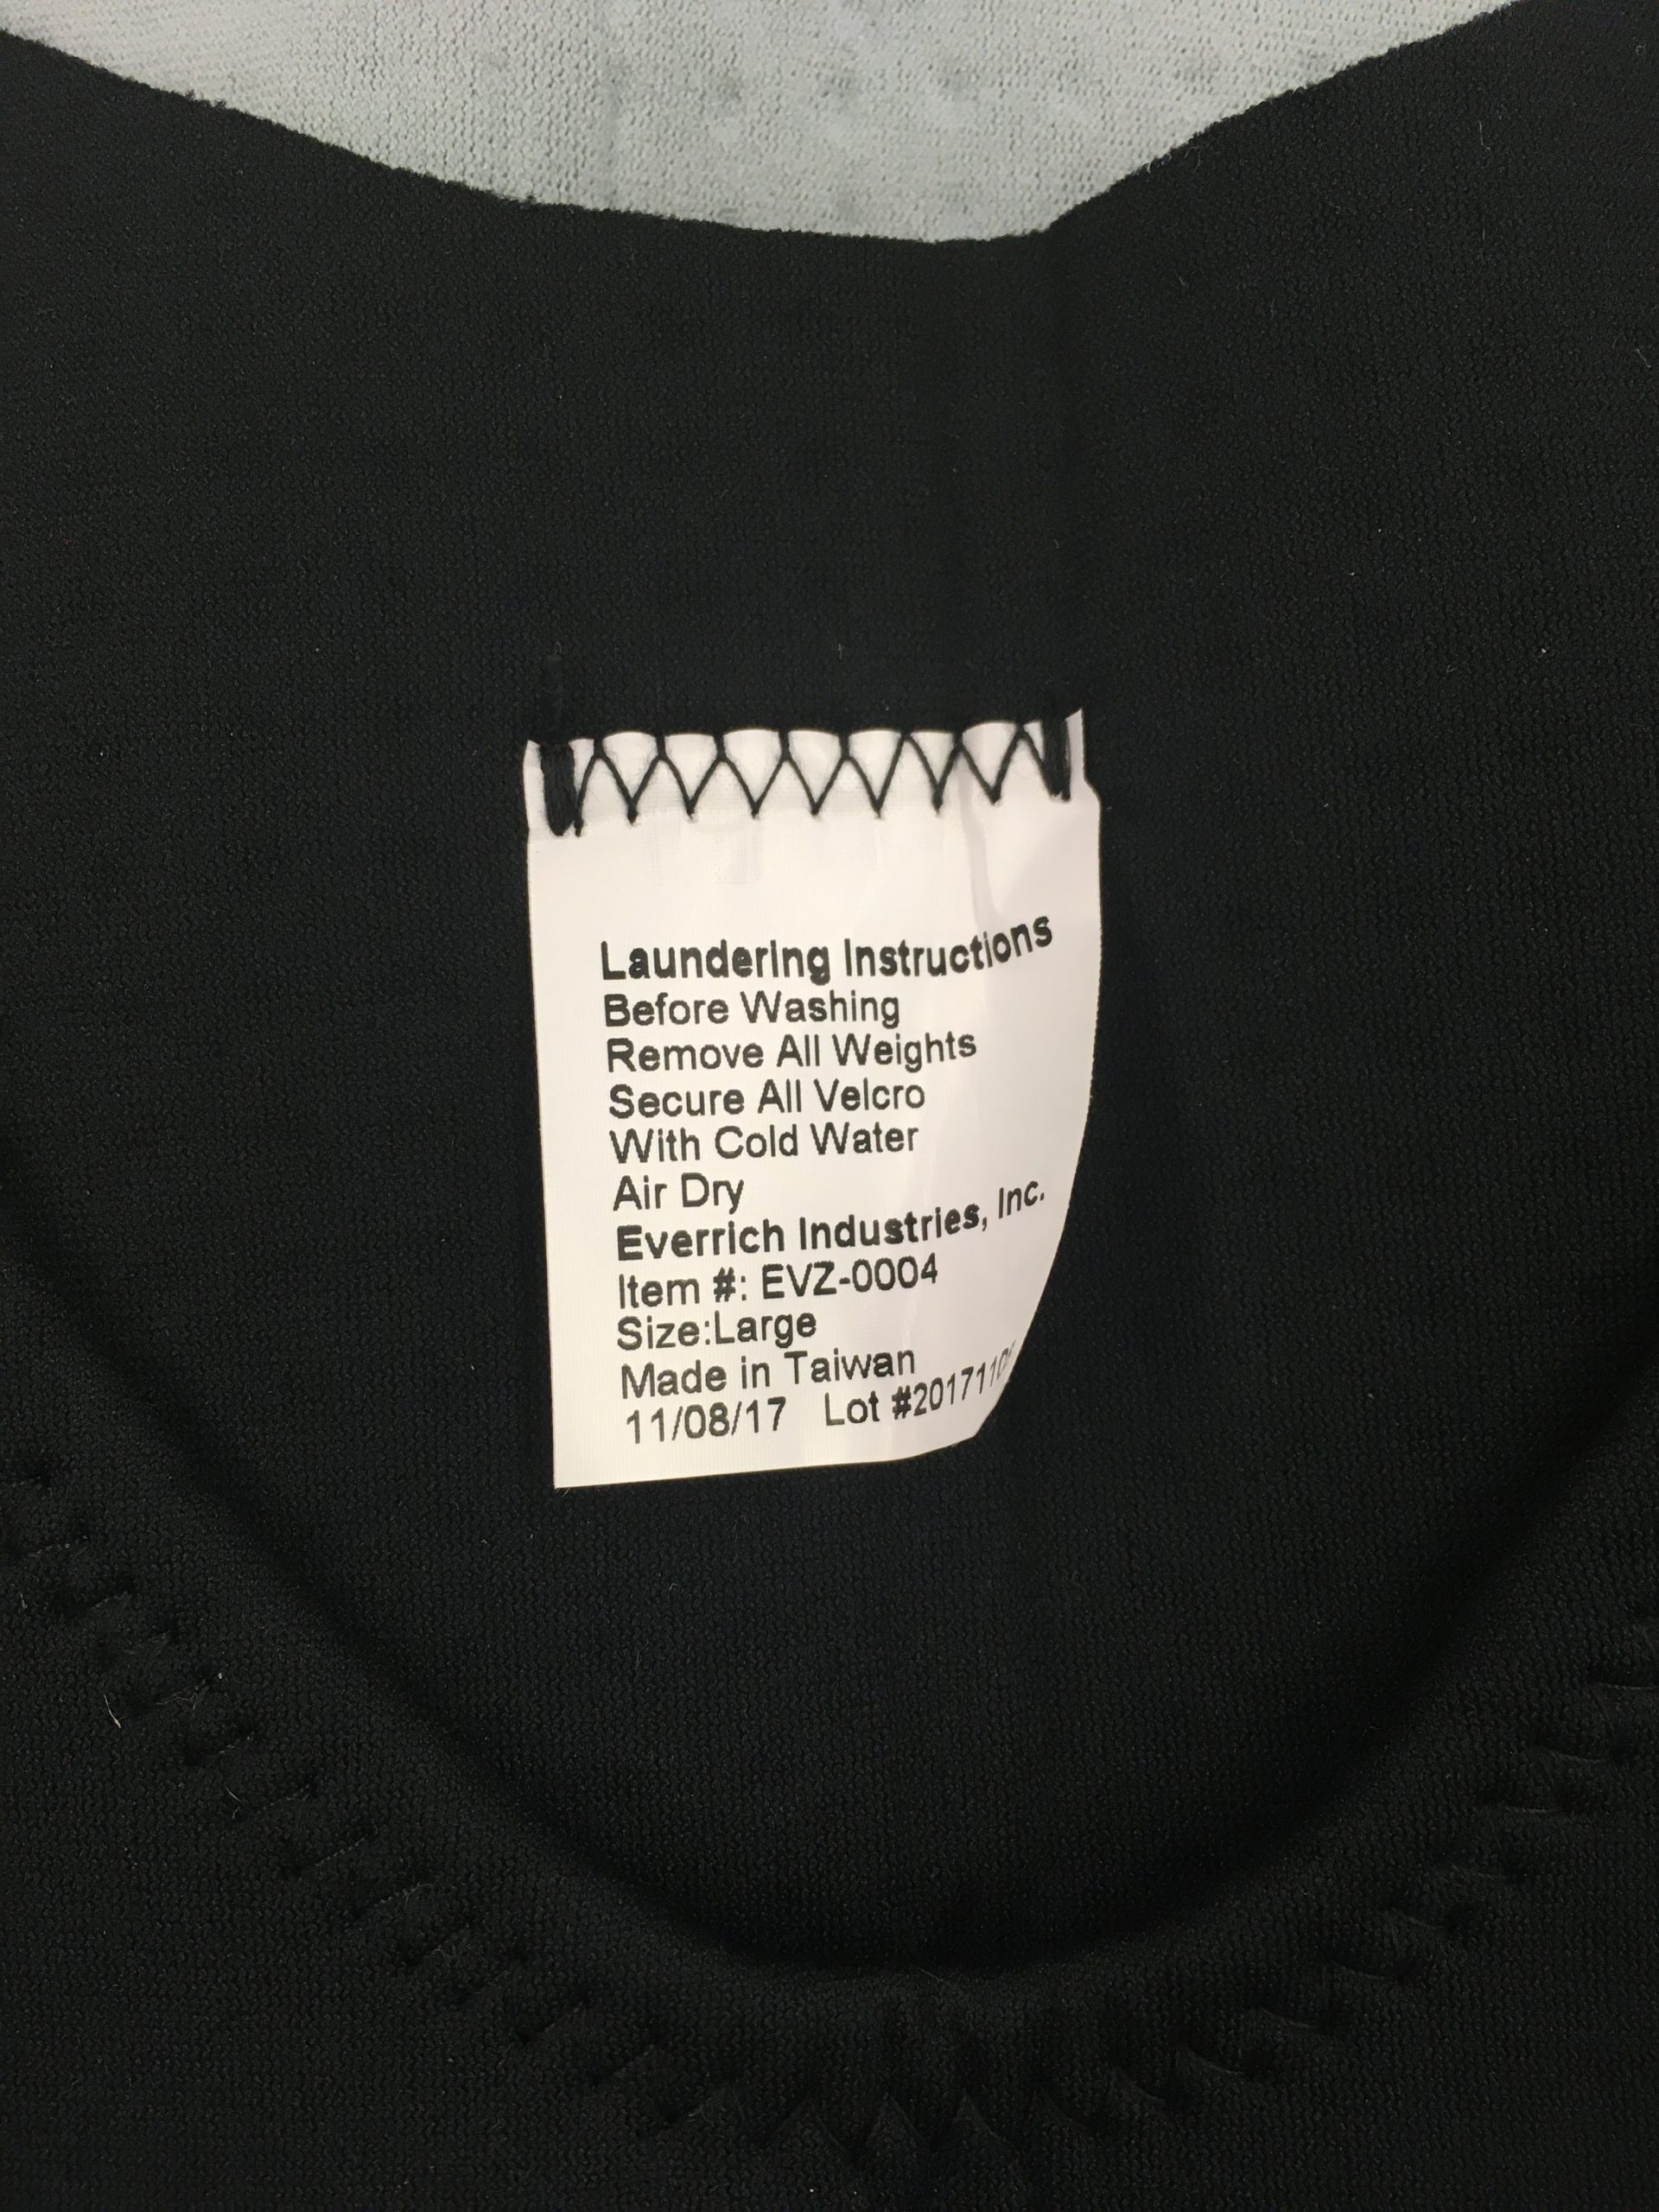 Laundering Instructions
Before Washing
Remove All Weights
Secure All Velcro
With Cold Water
Air Dry
Everrich Industries, Inc.
Item #: EVZ-0004
Size:Large
Made in Taiwan
11/08/17 Lot